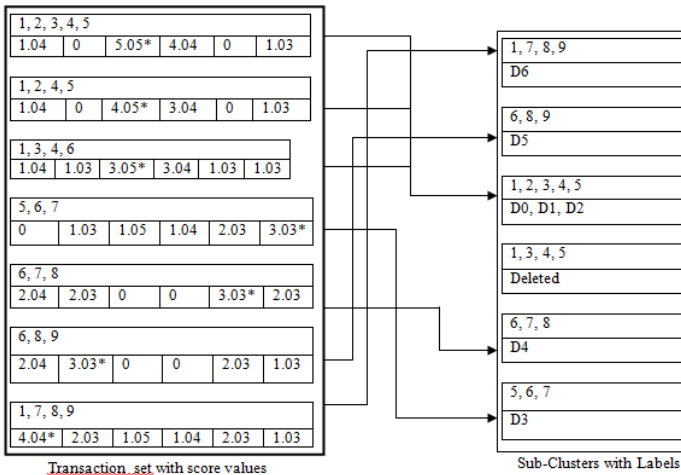 1, 2, 3, 4, 5
1.04 0 5.05* 4.04 0 1.03
1, 2, 4, 5
1.04 0 4.05* 3.04 0 1.03
1, 3, 4, 6
1.04 1.03 3.05* 3.04 1.03 1.03
5, 6, 7
0 1.03 1.05 1.04 2.03 3.03*
6, 7, 8
2.04 2.03 0 0 3.03* 2.03
6, 8, 9
2.04 3.03* 0 0 2.03 1.03
1, 7, 8, 9
4.04* 2.03 1.05 1.04 2.03 1.03
Transaction set with score values
1, 7, 8, 9
D6
6, 8, 9
D5
1, 2, 3, 4, 5
D0, D1, D2
1, 3, 4, 5
Deleted
6, 7, 8
D4
5, 6, 7
D3
Sub-Clusters with Labels